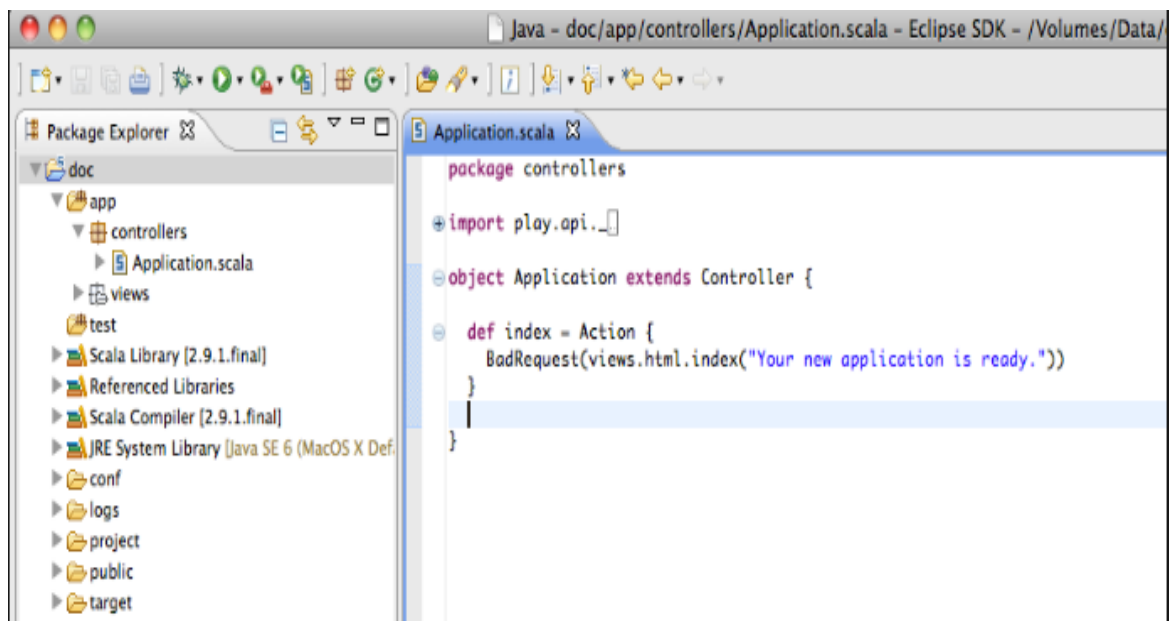 Java – doc/app/controllers/Application.scala – Eclipse SDK – /Volumes/Data/
Package Explorer
doc
app
controllers
Application.scala
views
test
Scala Library [2.9.1.final]
Referenced Libraries
Scala Compiler [2.9.1.final]
JRE System Library [Java SE 6 (MacOS X Def
conf
logs
project
public
target
Application.scala
package controllers
import play.api._
object Application extends Controller {
def index = Action {
BadRequest(views.html.index("Your new application is ready."))
}
}